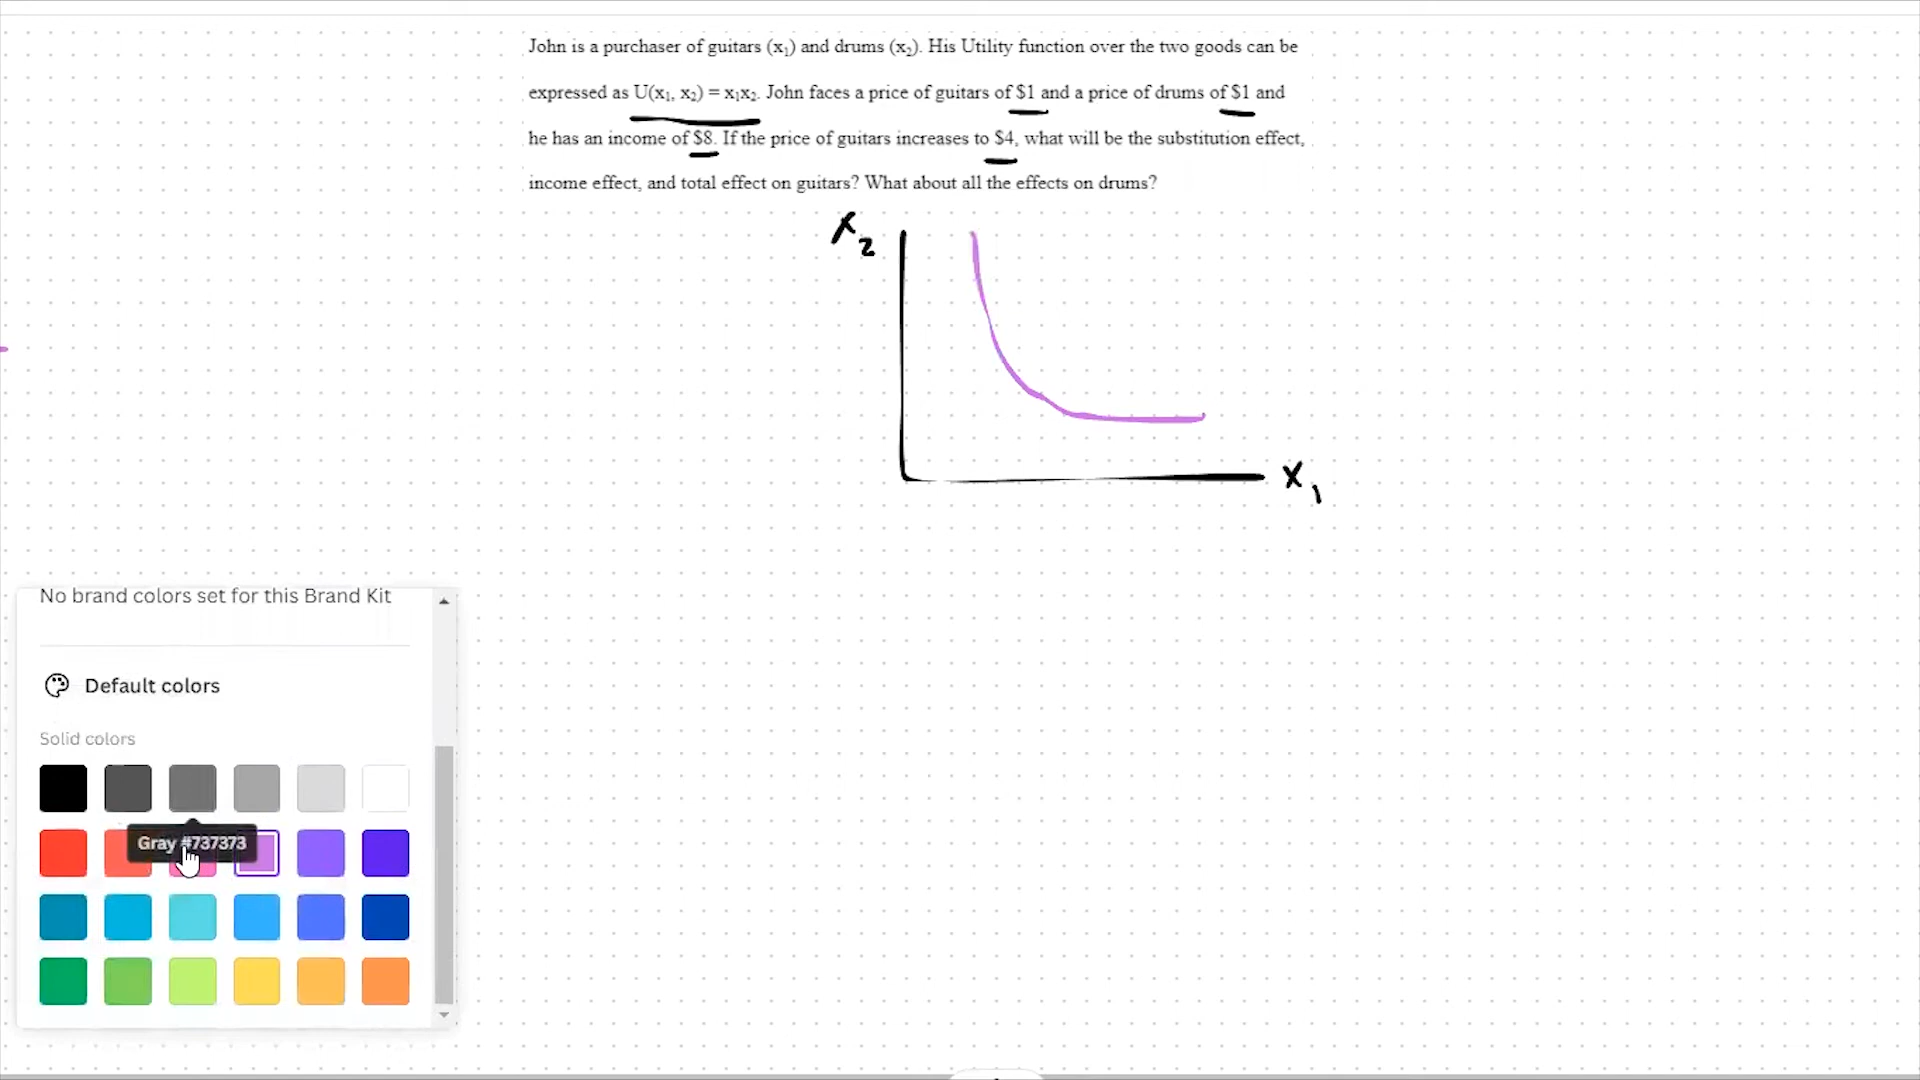 John is a purchaser of guitars (x₁) and drums (x₂). His Utility function over the two goods can be
expressed as U(x₁, x₂) = x₁x₂. John faces a price of guitars of $1 and a price of drums of $1 and
he has an income of $8. If the price of guitars increases to $4, what will be the substitution effect,
income effect, and total effect on guitars? What about all the effects on drums?
x₂
x₁
No brand colors set for this Brand Kit
Default colors
Solid colors
Gray #737373